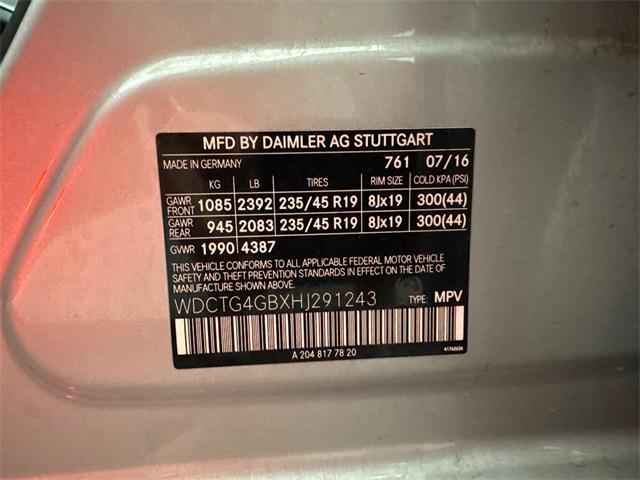 MFD BY DAIMLER AG STUTTGART
MADE IN GERMANY 761 07/16
KG LB TIRES RIM SIZE COLD KPA (PSI)
GAWR FRONT 1085 2392 235/45 R19 8Jx19 300(44)
GAWR REAR 945 2083 235/45 R19 8Jx19 300(44)
GVWR 1990 4387
THIS VEHICLE CONFORMS TO ALL APPLICABLE FEDERAL MOTOR VEHICLE
SAFETY, BUMPER, AND THEFT PREVENTION STANDARDS IN EFFECT ON THE DATE OF
MANUFACTURE SHOWN ABOVE.
WDCTG4GBXHJ291243 TYPE: MPV
A 204 817 78 20